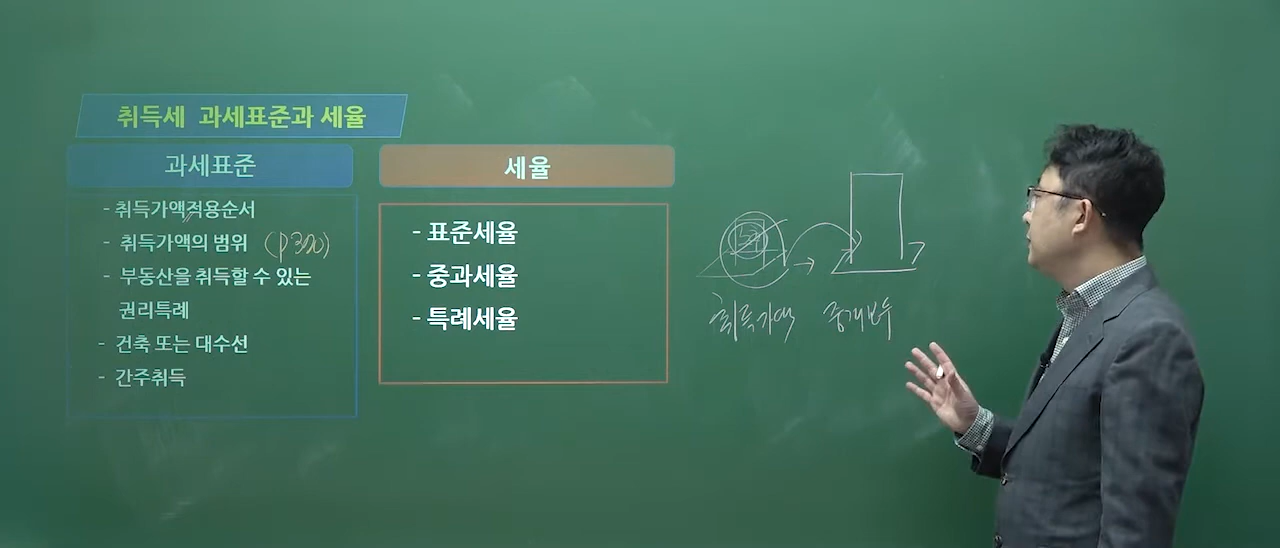 취득세 과세표준과 세율
과세표준
- 취득가액적용순서
- 취득가액의 범위 (p320)
- 부동산을 취득할 수 있는
권리특례
- 건축 또는 대수선
- 간주취득
세율
- 표준세율
- 중과세율
- 특례세율
취득가액 중개보수